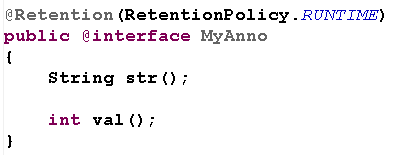 @Retention(RetentionPolicy.RUNTIME)
public @interface MyAnno
{
    String str();
    int val();
}